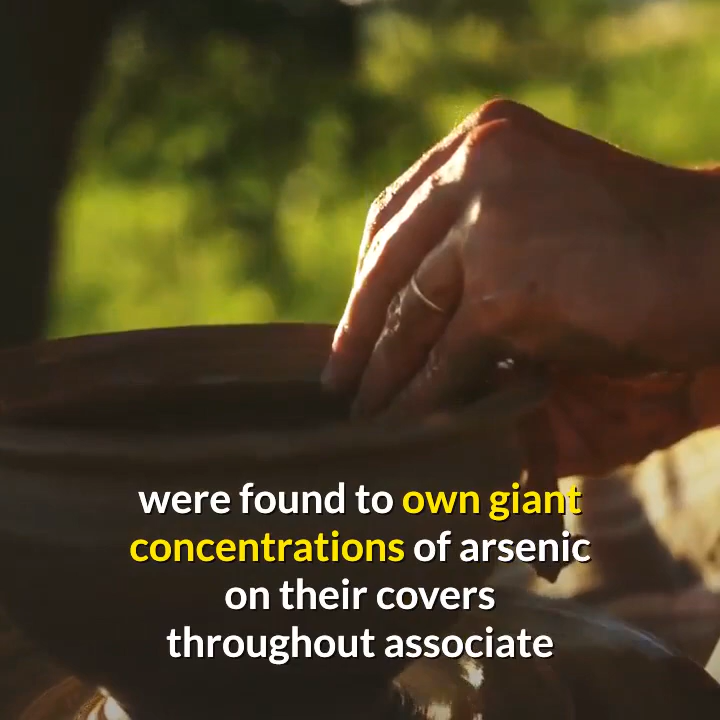 were found to own giant
concentrations of arsenic
on their covers
throughout associate